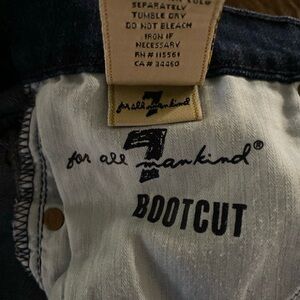 SEPARATELY
TUMBLE DRY
DO NOT BLEACH
IRON IF
NECESSARY
RN# 115561
CA# 34460
7
for all mankind
7
for all mankind®
BOOTCUT